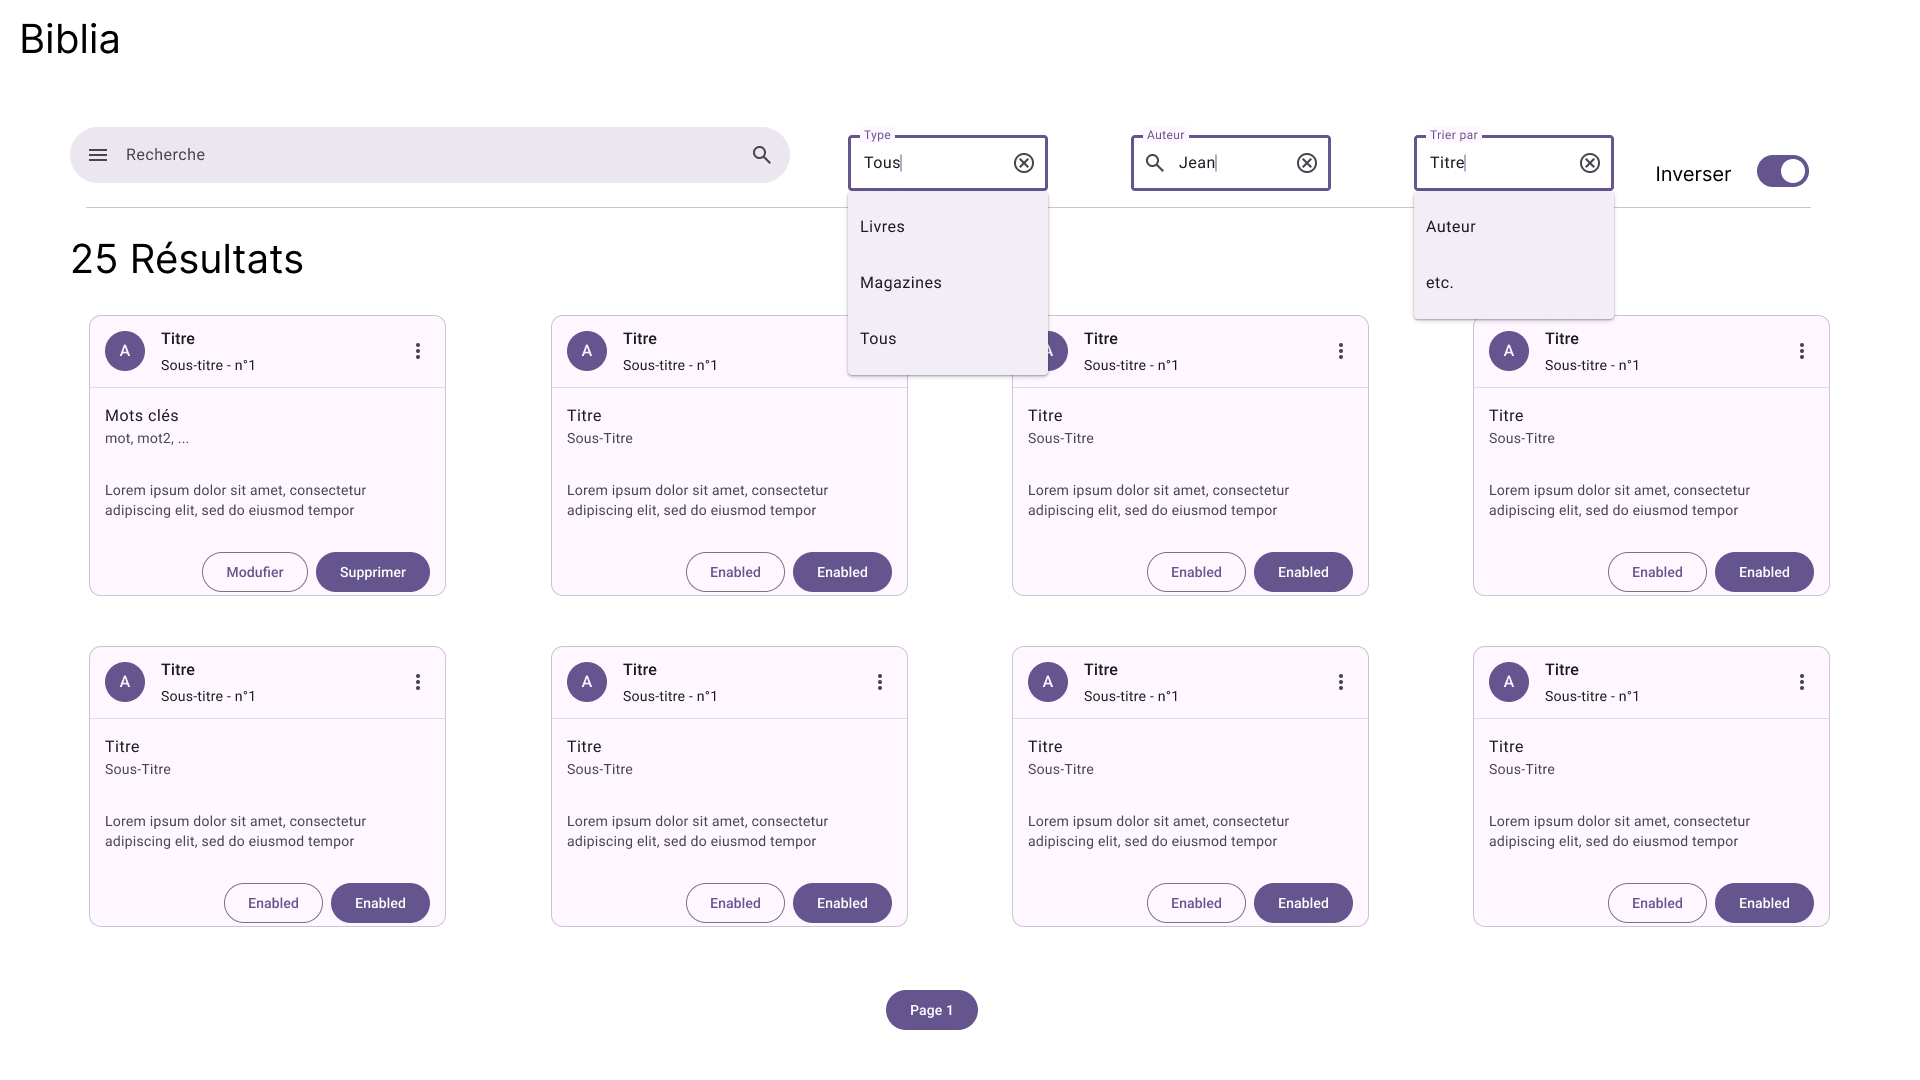 Biblia
Recherche
Type
Tous
Auteur
Jean
Trier par
Titre
Inverser
Livres
Magazines
Tous
Auteur
etc.
25 Résultats
A
Titre
Sous-titre - n°1
Mots clés
mot, mot2, ...
Lorem ipsum dolor sit amet, consectetur
adipiscing elit, sed do eiusmod tempor
Modufier
Supprimer
A
Titre
Sous-titre - n°1
Titre
Sous-Titre
Lorem ipsum dolor sit amet, consectetur
adipiscing elit, sed do eiusmod tempor
Enabled
Enabled
A
Titre
Sous-titre - n°1
Titre
Sous-Titre
Lorem ipsum dolor sit amet, consectetur
adipiscing elit, sed do eiusmod tempor
Enabled
Enabled
A
Titre
Sous-titre - n°1
Titre
Sous-Titre
Lorem ipsum dolor sit amet, consectetur
adipiscing elit, sed do eiusmod tempor
Enabled
Enabled
A
Titre
Sous-titre - n°1
Titre
Sous-Titre
Lorem ipsum dolor sit amet, consectetur
adipiscing elit, sed do eiusmod tempor
Enabled
Enabled
A
Titre
Sous-titre - n°1
Titre
Sous-Titre
Lorem ipsum dolor sit amet, consectetur
adipiscing elit, sed do eiusmod tempor
Enabled
Enabled
A
Titre
Sous-titre - n°1
Titre
Sous-Titre
Lorem ipsum dolor sit amet, consectetur
adipiscing elit, sed do eiusmod tempor
Enabled
Enabled
A
Titre
Sous-titre - n°1
Titre
Sous-Titre
Lorem ipsum dolor sit amet, consectetur
adipiscing elit, sed do eiusmod tempor
Enabled
Enabled
Page 1